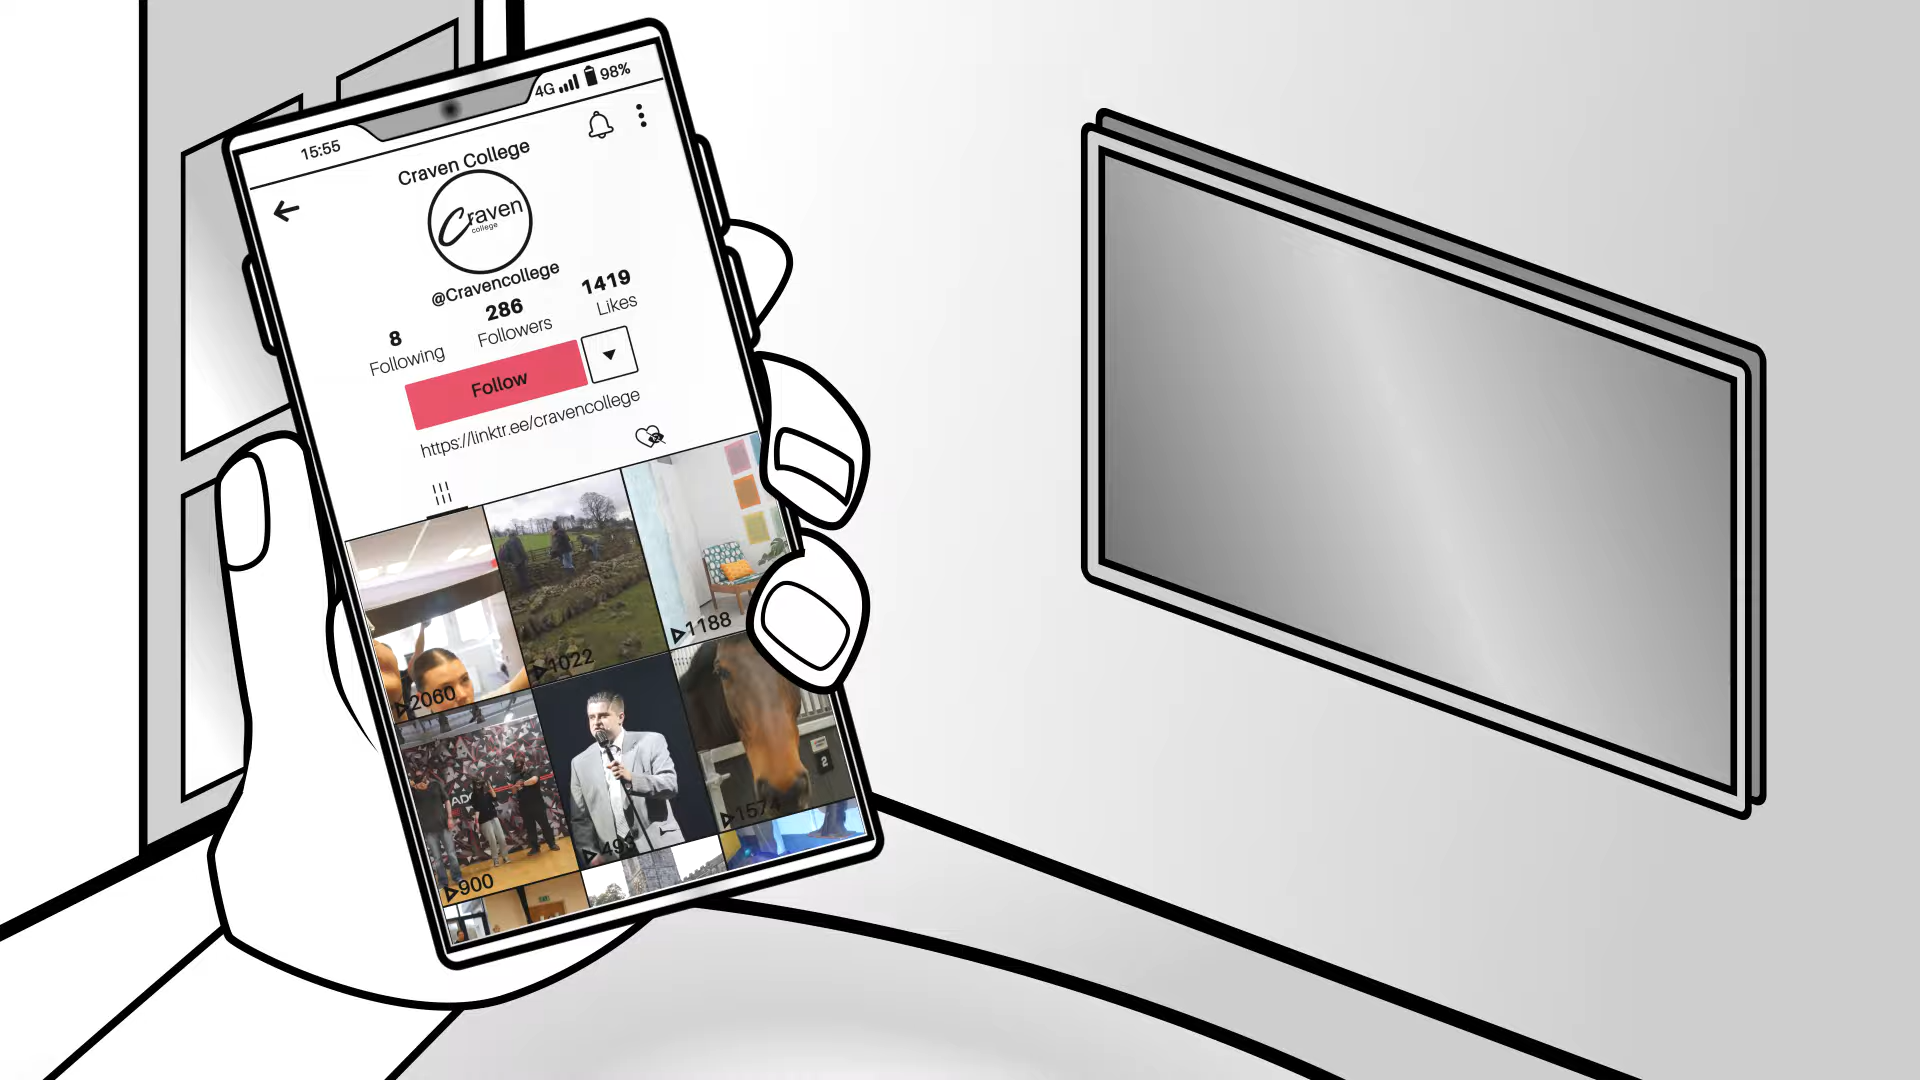 15:55
4G 98%
Craven College
Craven
college
@Cravencollege
8
Following
286
Followers
1419
Likes
Follow
https://linktr.ee/cravencollege
2060
1022
1188
900
1574
2